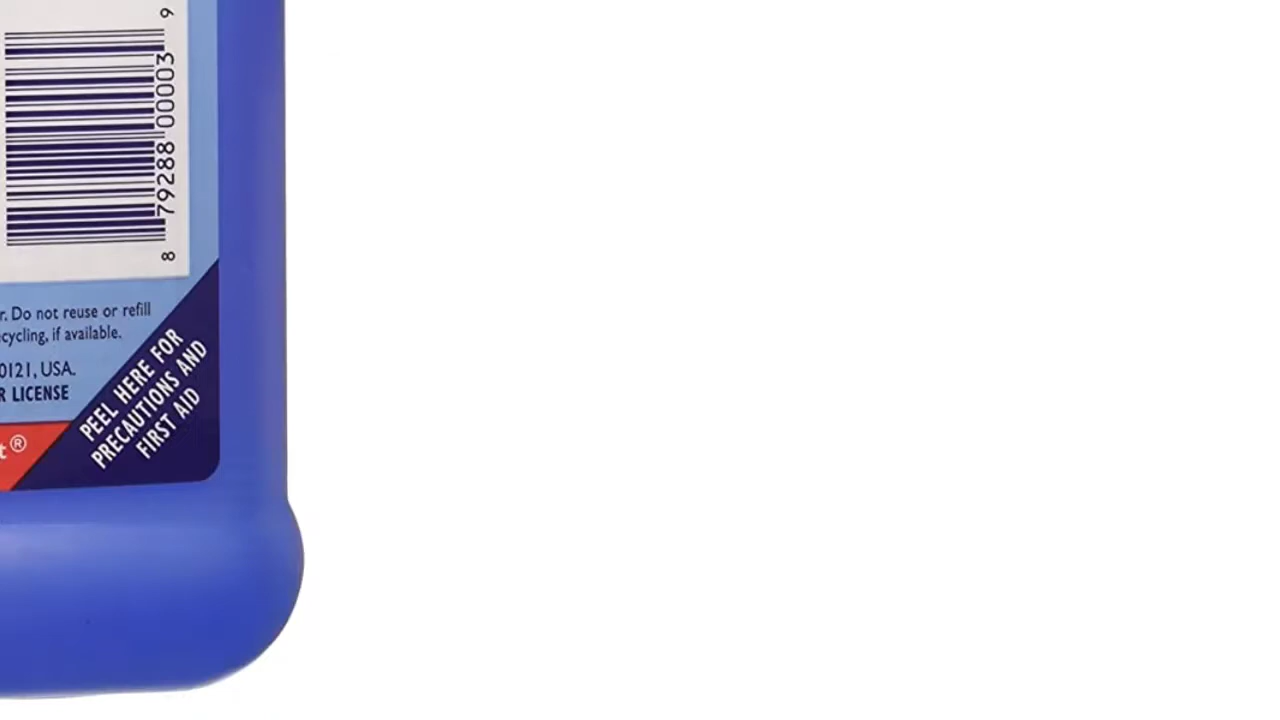 8 79288 00003 9
r. Do not reuse or refill
ecycling, if available.
0121, USA.
R LICENSE
t®
PEEL HERE FOR
PRECAUTIONS AND
FIRST AID